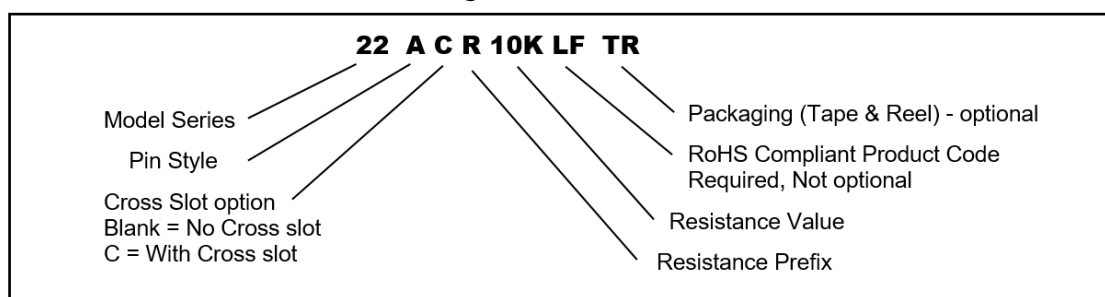 22 A C R 10K LF TR
Model Series
Pin Style
Cross Slot option
Blank = No Cross slot
C = With Cross slot
Packaging (Tape & Reel) - optional
RoHS Compliant Product Code
Required, Not optional
Resistance Value
Resistance Prefix